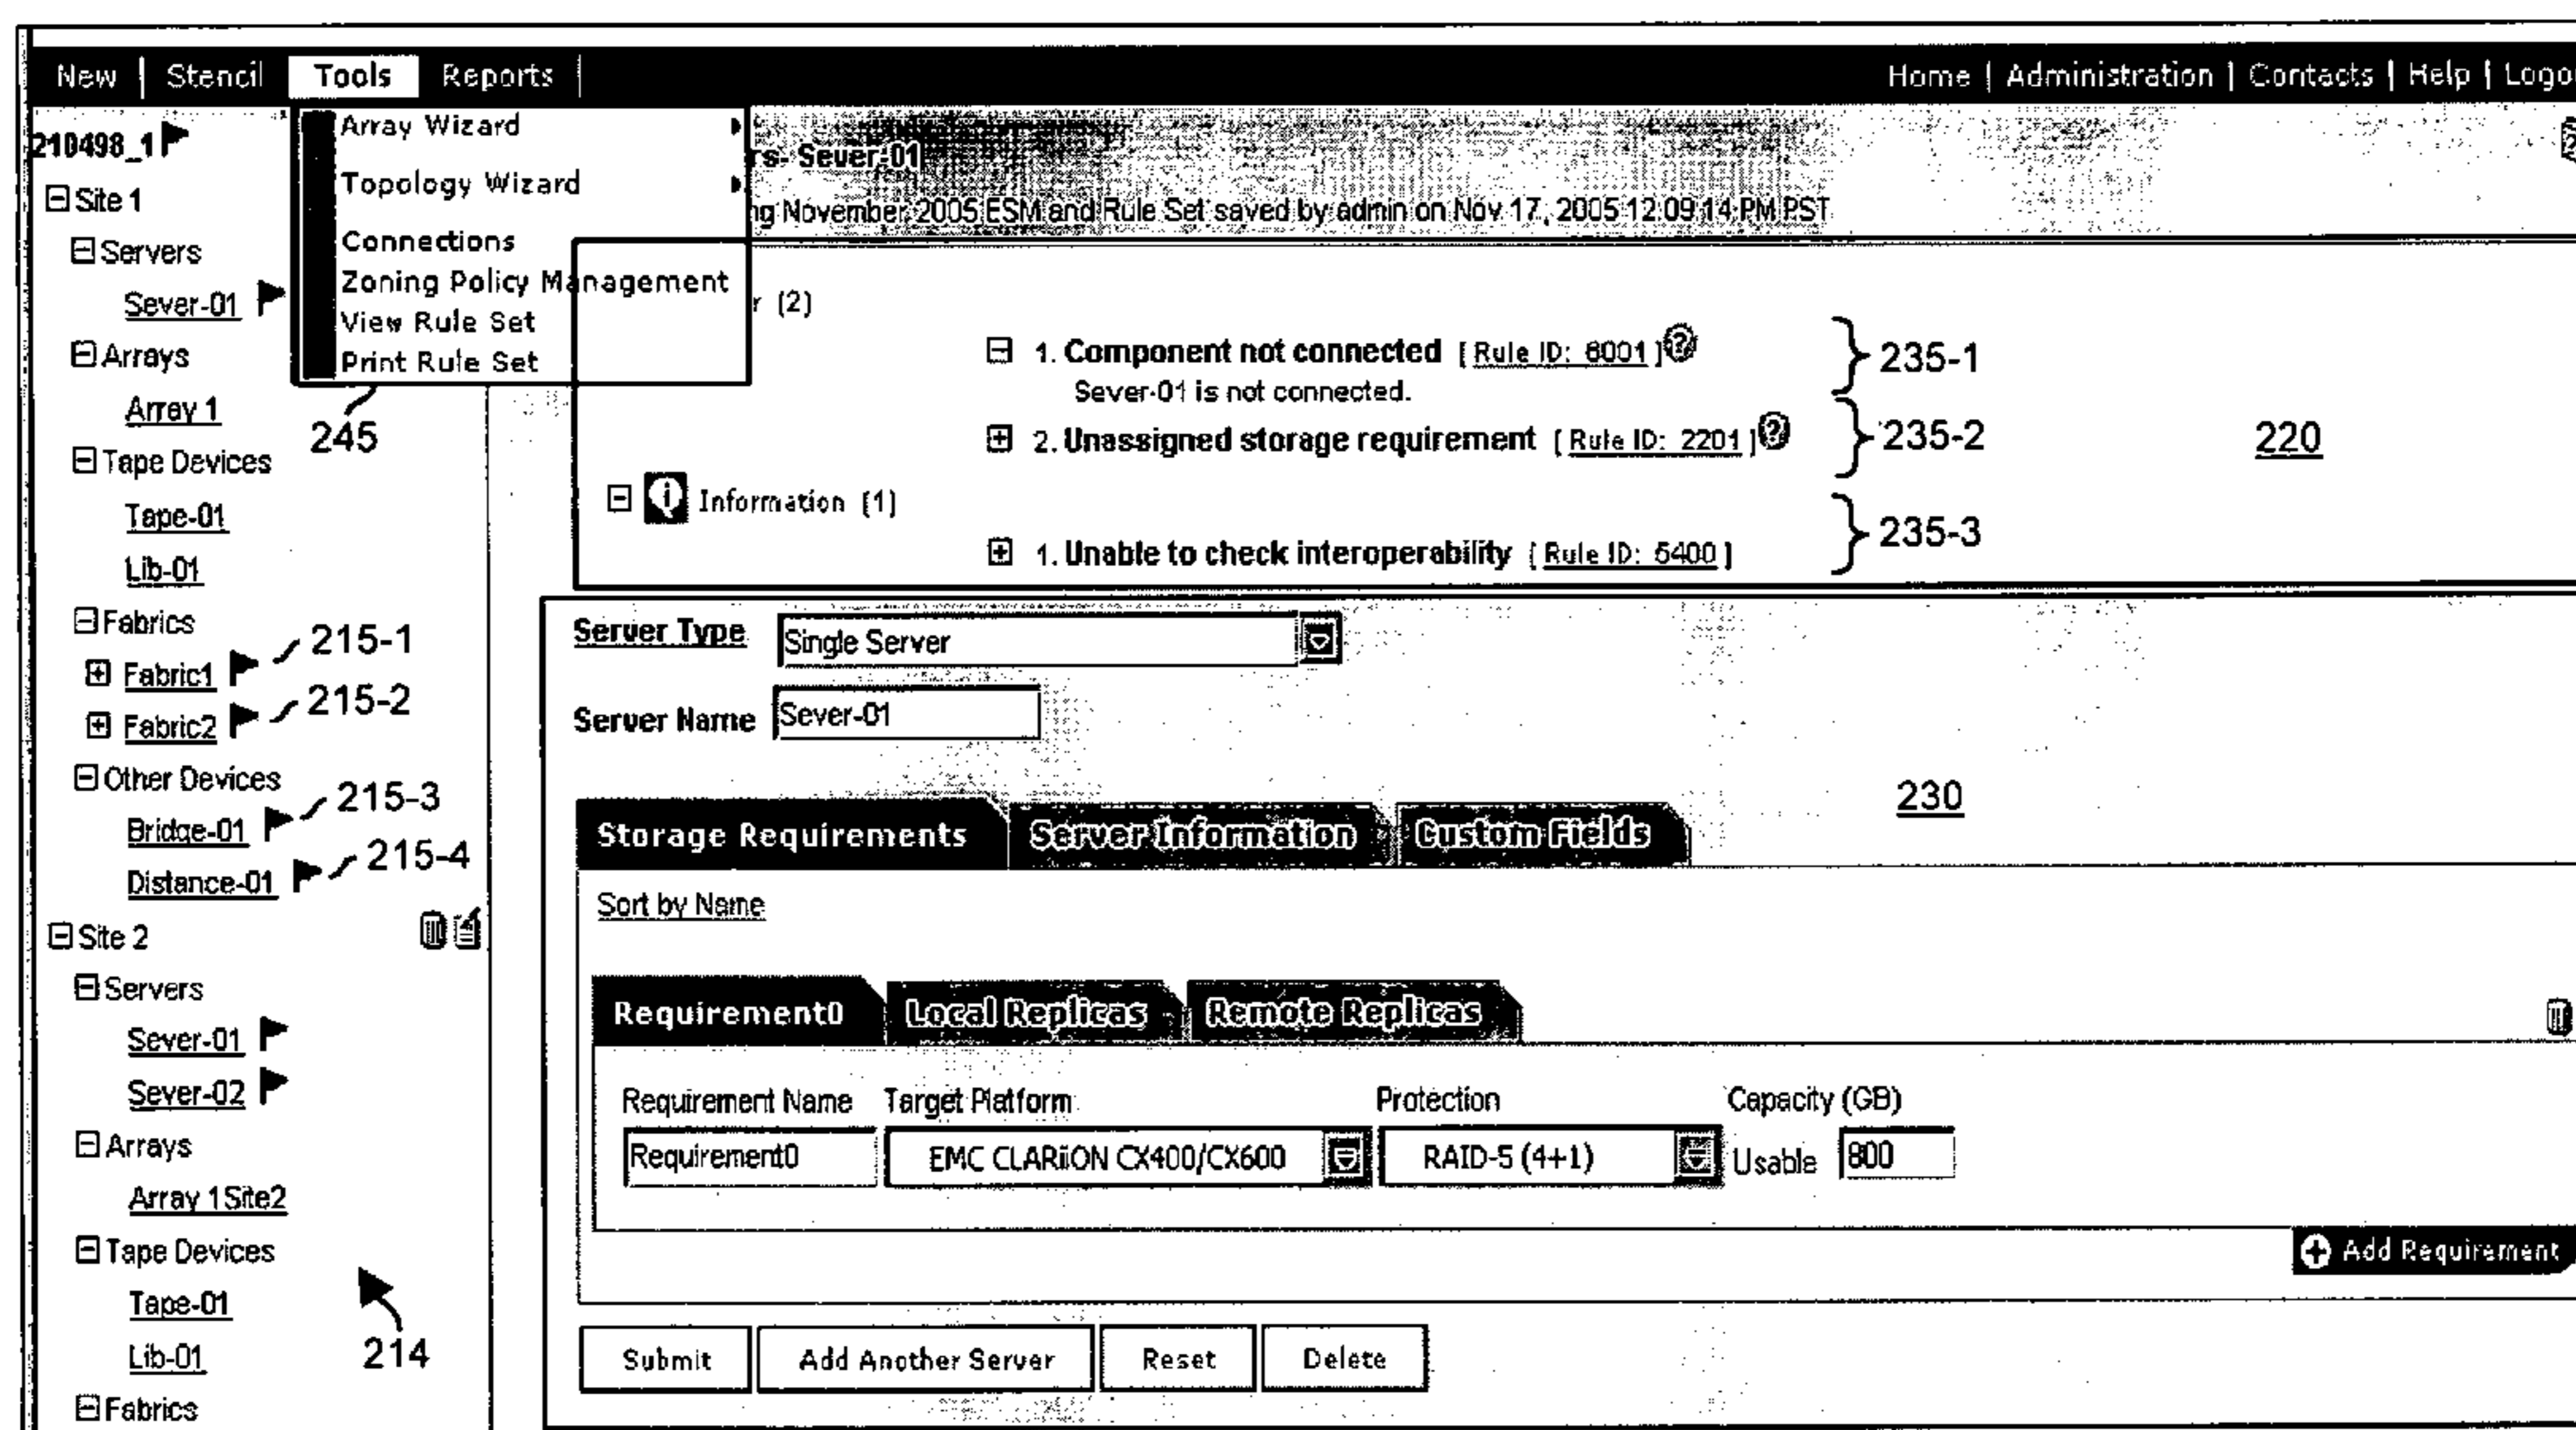 New | Stencil Tools Reports Home | Administration | Contacts | Help |
210498_1
Array Wizard
rs- Sever-01
Site 1
Topology Wizard
ng November 2005 ESM and Rule Set saved by admin on Nov 17, 2005 12:09:14 PM PST
Servers
Connections
Zoning Policy Management
Sever-01
r (2)
View Rule Set
Arrays
Print Rule Set
1. Component not connected [ Rule ID: 8001 ]
235-1
Sever-01 is not connected.
Array 1
245
2. Unassigned storage requirement [ Rule ID: 2201 ]
235-2
220
Tape Devices
Information (1)
Tape-01
235-3
1. Unable to check interoperability [ Rule ID: 5400 ]
Lib-01
Fabrics
215-1
Server Type Single Server
Fabric1
215-2
Fabric2
Server Name Sever-01
Other Devices
215-3
230
Bridge-01
Storage Requirements Server Information Custom Fields
215-4
Distance-01
Sort by Name
Site 2
Servers
Requirement0 Local Replicas Remote Replicas
Sever-01
Sever-02
Requirement Name Target Platform Protection Capacity (GB)
Arrays
Requirement0 EMC CLARiiON CX400/CX600 RAID-5 (4+1) Usable 800
Array 1Site2
Tape Devices
Add Requirement
Tape-01
214
Lib-01
Submit Add Another Server Reset Delete
Fabrics